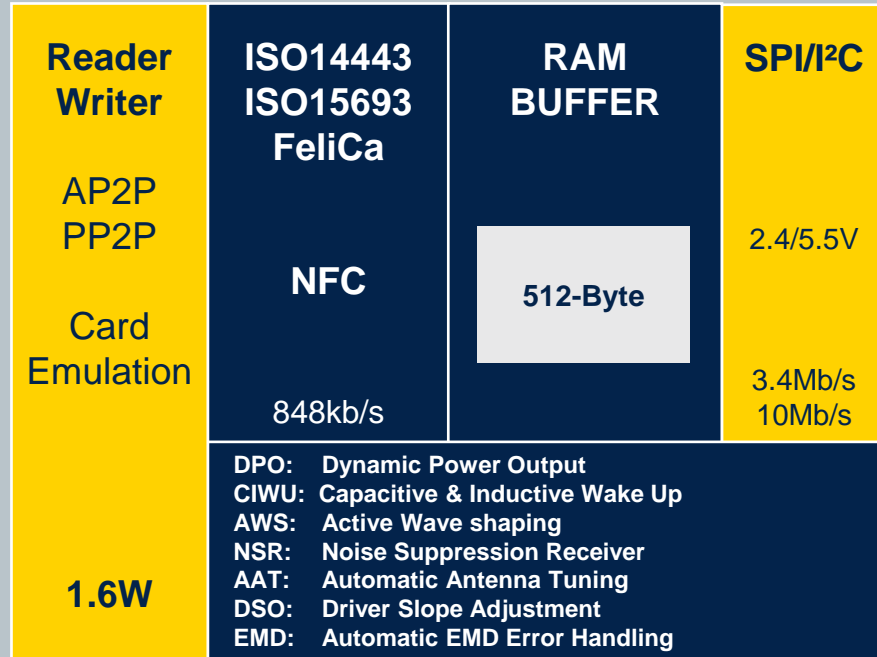 Reader
Writer
AP2P
PP2P
Card
Emulation
1.6W
ISO14443
ISO15693
FeliCa
NFC
848kb/s
RAM
BUFFER
512-Byte
SPI/I²C
2.4/5.5V
3.4Mb/s
10Mb/s
DPO: Dynamic Power Output
CIWU: Capacitive & Inductive Wake Up
AWS: Active Wave shaping
NSR: Noise Suppression Receiver
AAT: Automatic Antenna Tuning
DSO: Driver Slope Adjustment
EMD: Automatic EMD Error Handling